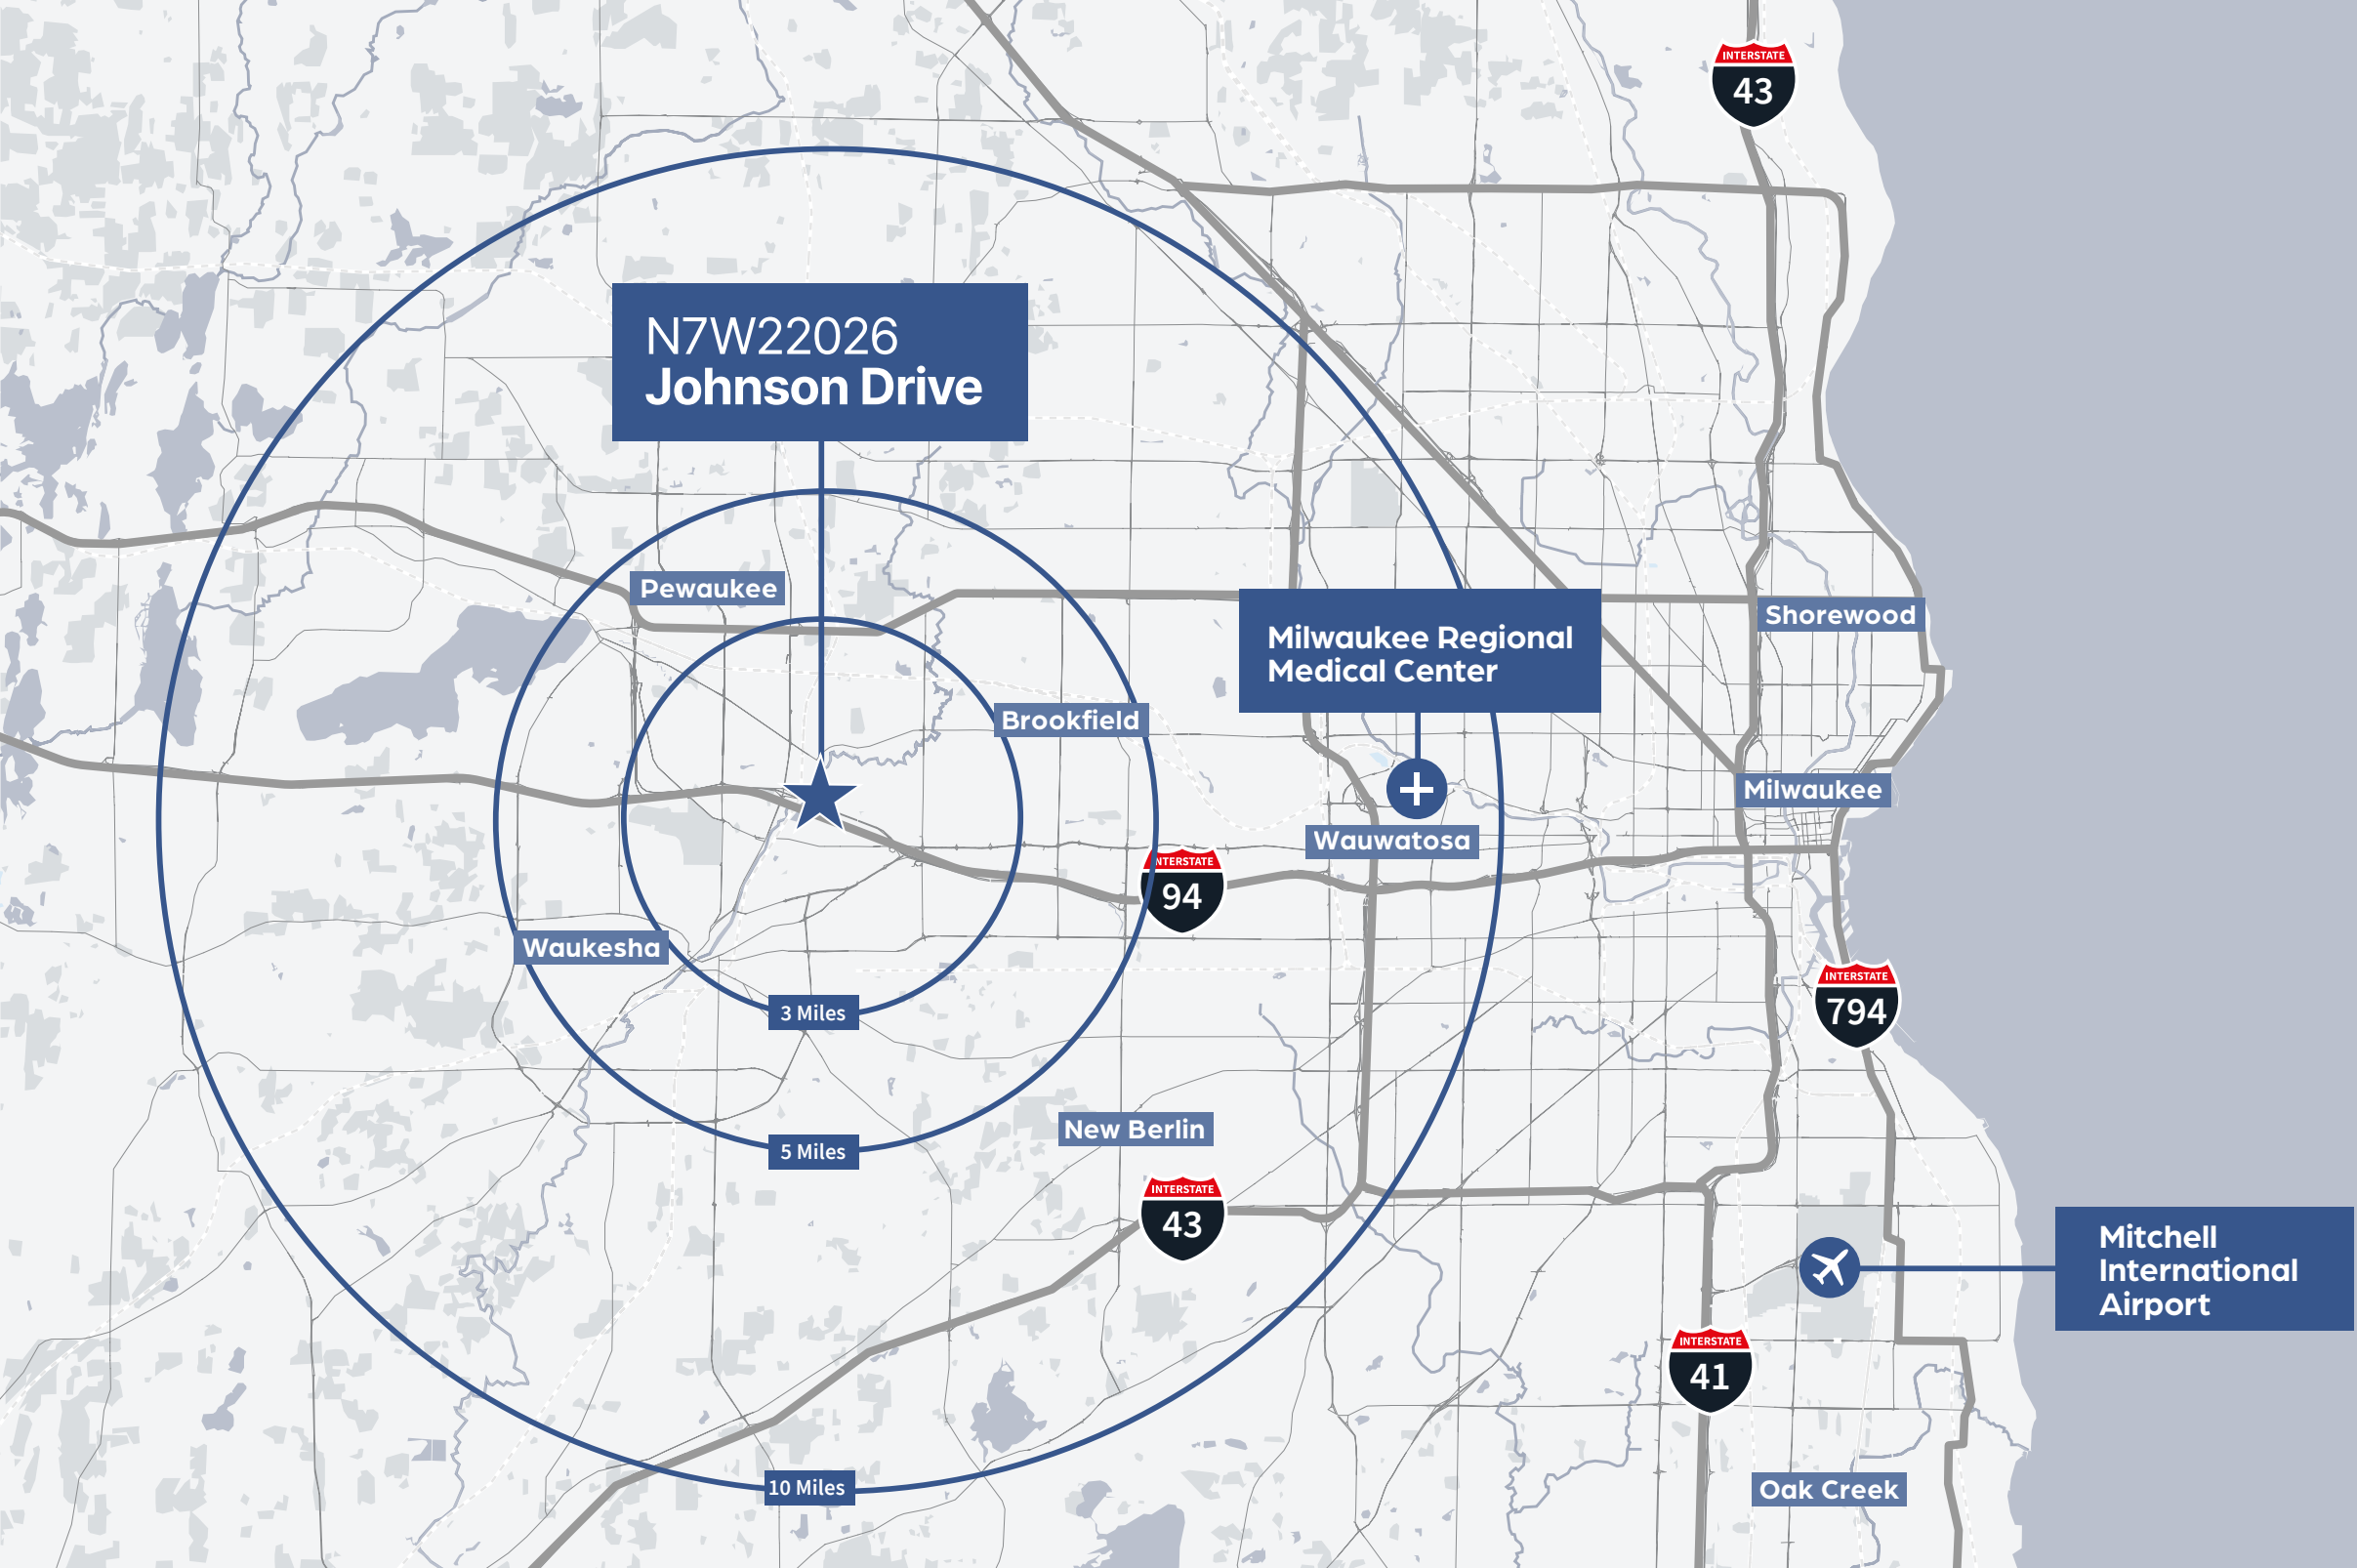 INTERSTATE
43
N7W22026
Johnson Drive
Pewaukee
Shorewood
Milwaukee Regional
Medical Center
Brookfield
Milwaukee
Wauwatosa
INTERSTATE
94
Waukesha
INTERSTATE
794
3 Miles
New Berlin
5 Miles
INTERSTATE
43
Mitchell
International
Airport
INTERSTATE
41
10 Miles
Oak Creek